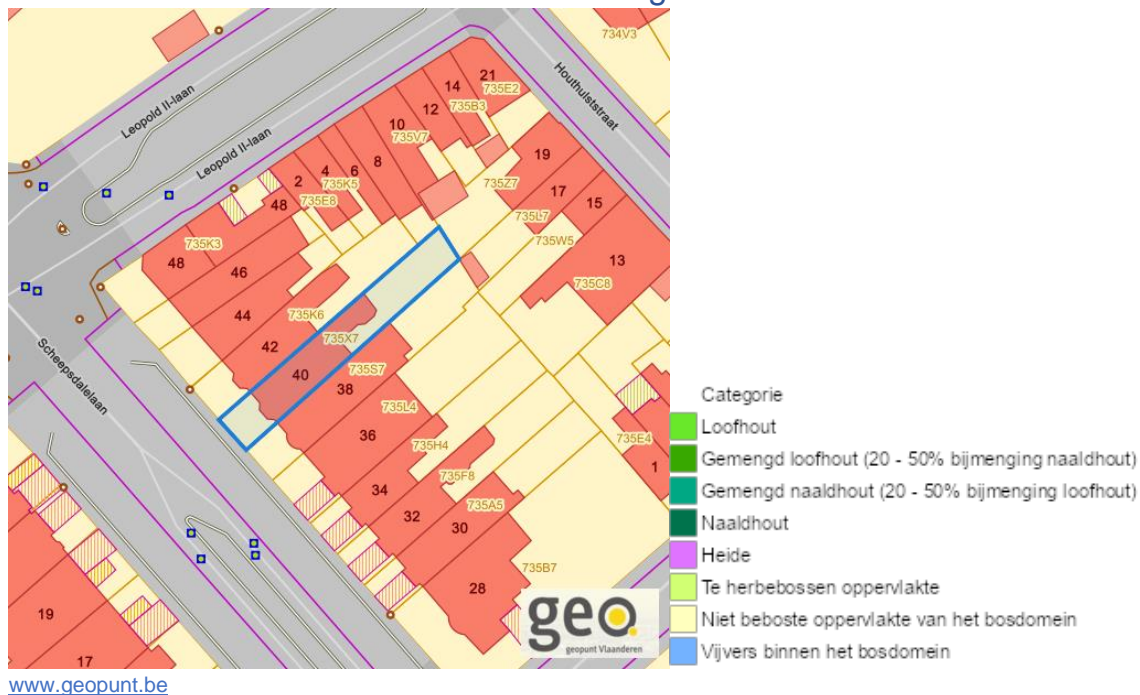 734V3
Leopold II-laan
Houthulststraat
14
21
735E2
12
735B3
10
735V7
Leopold II-laan
8
19
6
4
735K5
2
735E8
735Z7
17
48
735L7
15
735K3
735W5
48
46
13
735C8
44
735K6
735X7
42
Scheepsdalelaan
40
735S7
38
735L4
36
735H4
735E4
1
34
735F8
32
735A5
30
735B7
28
19
17
geo
geopunt Vlaanderen
Categorie
Loofhout
Gemengd loofhout (20 - 50% bijmenging naaldhout)
Gemengd naaldhout (20 - 50% bijmenging loofhout)
Naaldhout
Heide
Te herbebossen oppervlakte
Niet beboste oppervlakte van het bosdomein
Vijvers binnen het bosdomein
www.geopunt.be